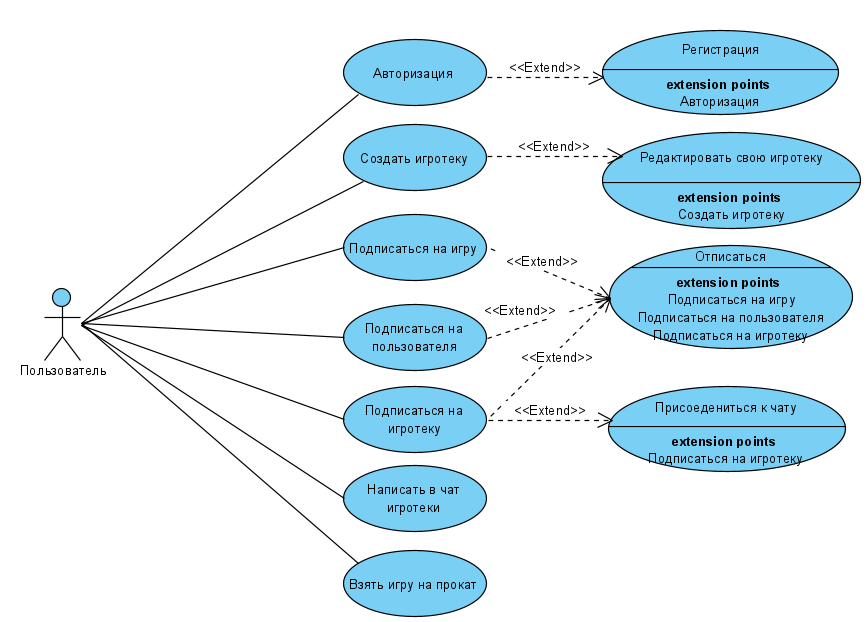 Авторизация
<<Extend>>
Регистрация
extension points
Авторизация
Создать игротеку
<<Extend>>
Редактировать свою игротеку
extension points
Создать игротеку
Подписаться на игру
<<Extend>>
Отписаться
extension points
Подписаться на игру
Подписаться на пользователя
Подписаться на игротеку
Подписаться на
пользователя
<<Extend>>
<<Extend>>
Пользователь
Подписаться на
игротеку
<<Extend>>
Присоедениться к чату
extension points
Подписаться на игротеку
Написать в чат
игротеки
Взять игру на прокат